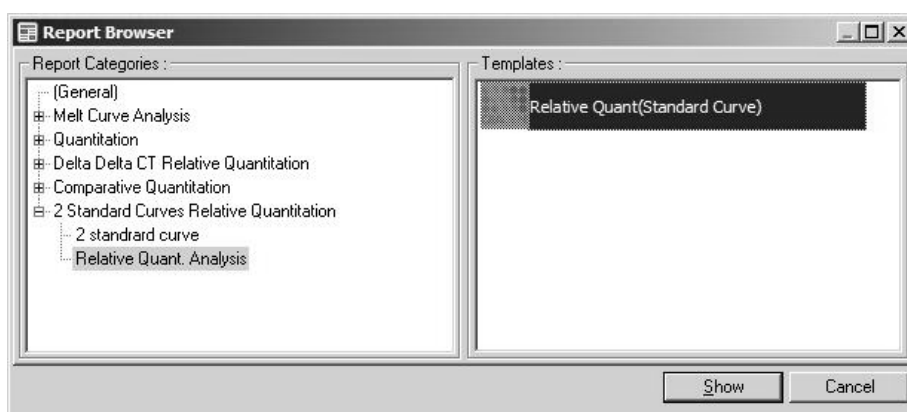 Report Browser
Report Categories :
(General)
Melt Curve Analysis
Quantitation
Delta Delta CT Relative Quantitation
Comparative Quantitation
2 Standard Curves Relative Quantitation
2 standrard curve
Relative Quant. Analysis
Templates :
Relative Quant(Standard Curve)
Show
Cancel